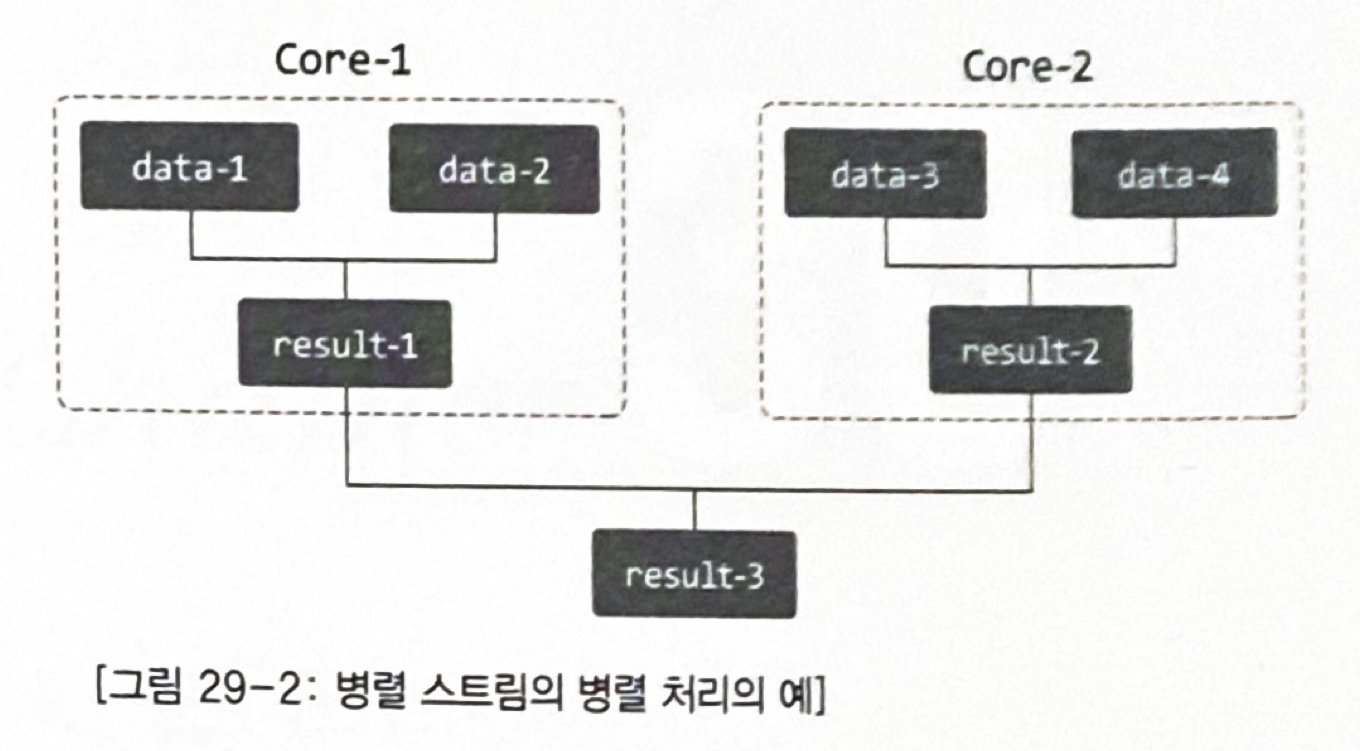 Core-1
Core-2
data-1
data-2
data-3
data-4
result-1
result-2
result-3
[그림 29-2: 병렬 스트림의 병렬 처리의 예]